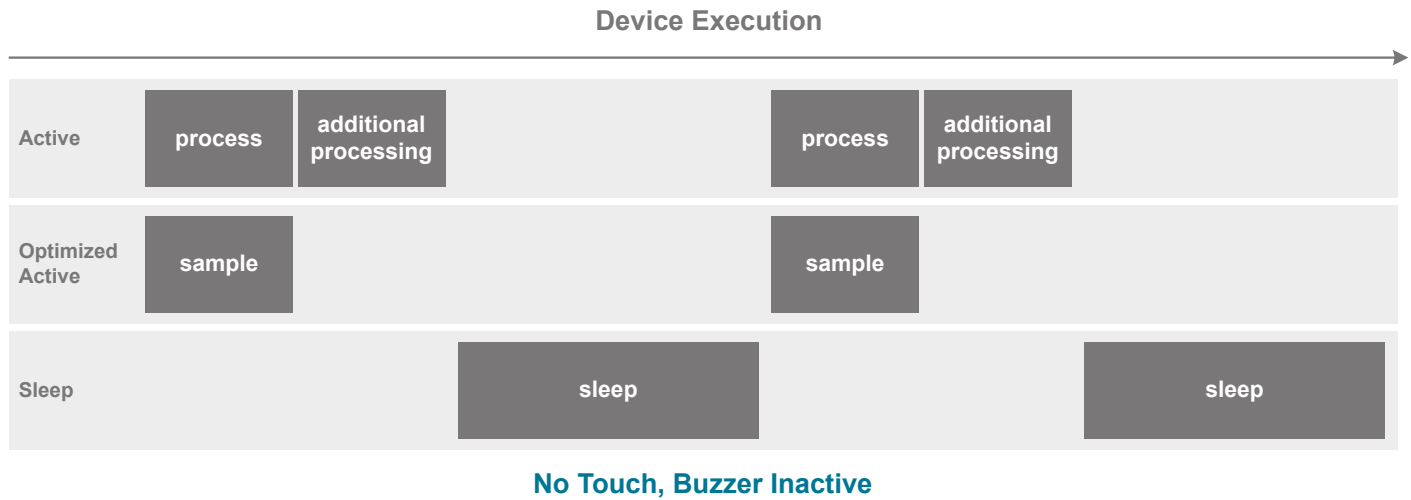 Device Execution
Active
process
additional
processing
process
additional
processing
Optimized
Active
sample
sample
Sleep
sleep
sleep
No Touch, Buzzer Inactive